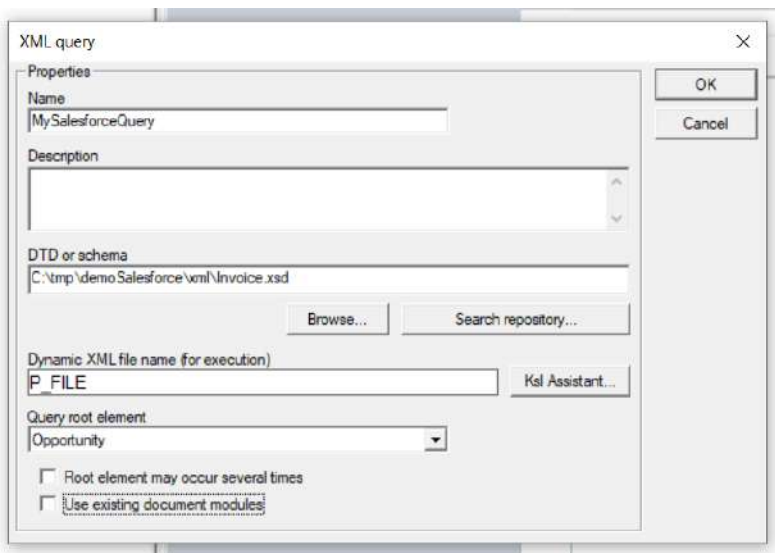 XML query
Properties
OK
Name
MySalesforceQuery
Cancel
Description
DTD or schema
C:\tmp\demoSalesforce\xml\Invoice.xsd
Browse...
Search repository...
Dynamic XML file name (for execution)
P_FILE
Ksl Assistant...
Query root element
Opportunity
Root element may occur several times
Use existing document modules